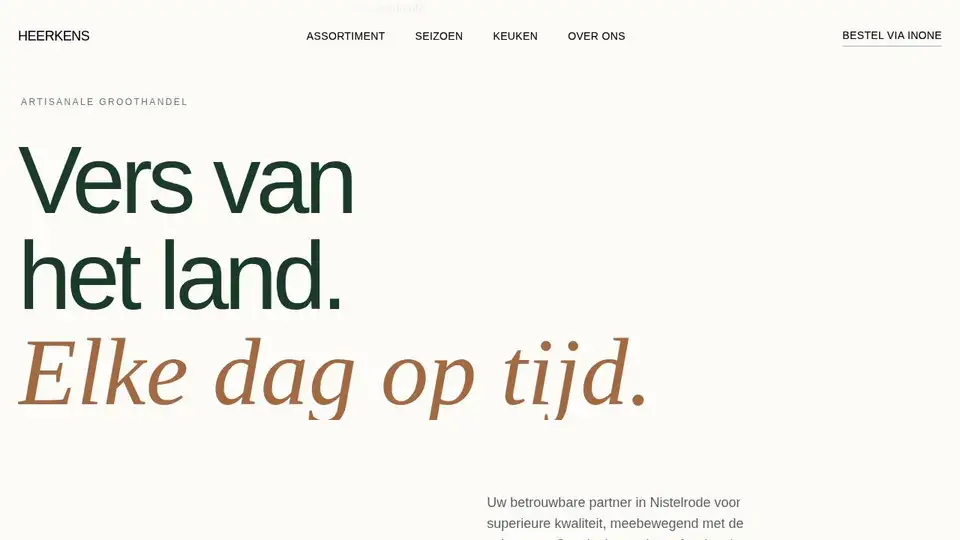 HEERKENS
ASSORTIMENT
SEIZOEN
KEUKEN
OVER ONS
BESTEL VIA INONE
ARTISANALE GROOTHANDEL
Vers van
het land.
Elke dag op tijd.
Uw betrouwbare partner in Nistelrode voor
superieure kwaliteit, meebewegend met de